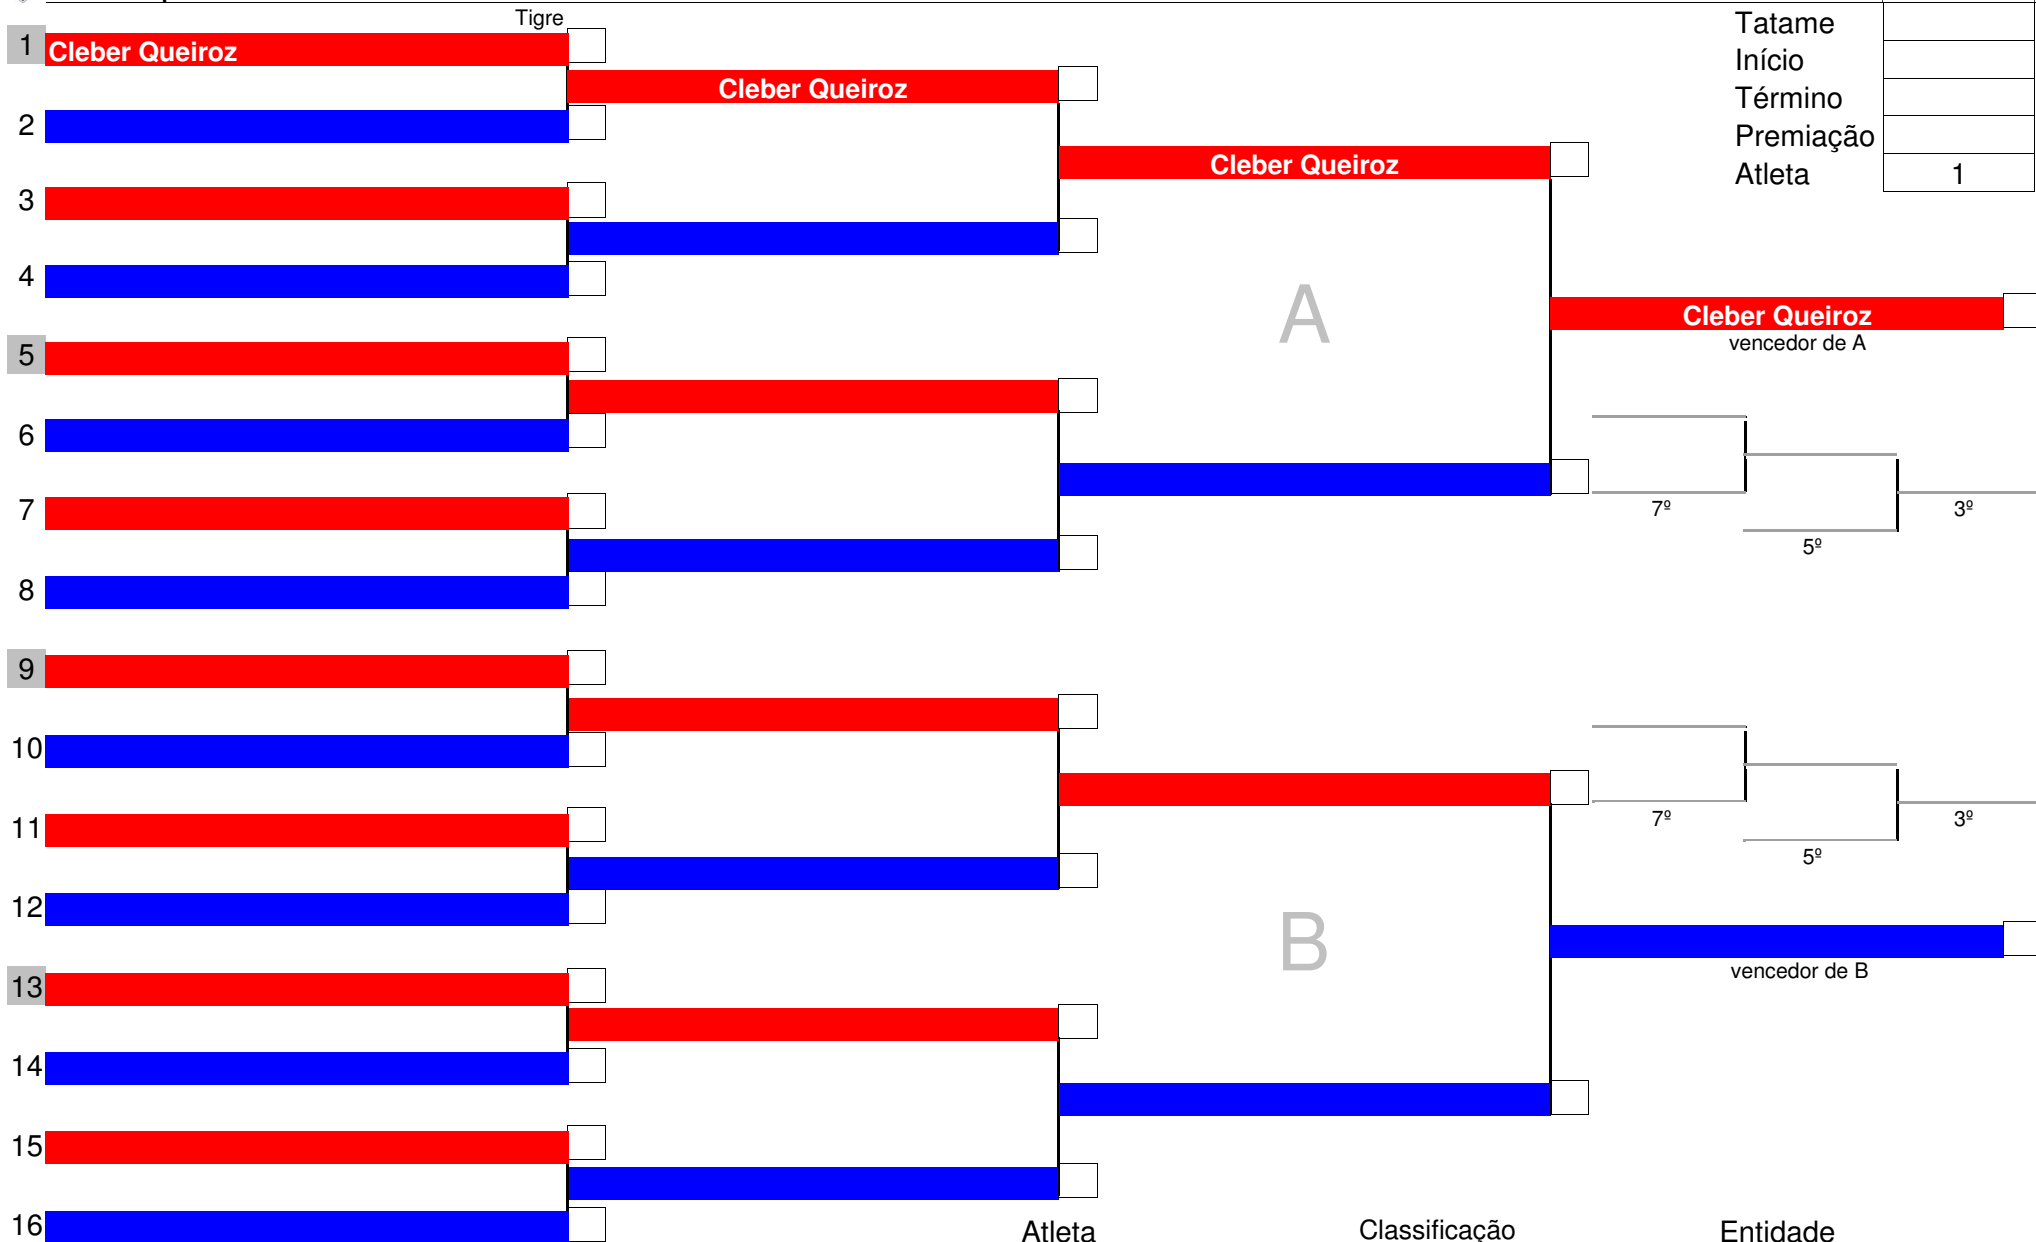 Tigre
Tatame
1 Cleber Queiroz
Início
Cleber Queiroz
Término
2
Premiação
Cleber Queiroz
Atleta 1
3
4
A
Cleber Queiroz
vencedor de A
5
6
7
7º 3º
5º
8
9
10
11
7º 3º
5º
12
B
vencedor de B
13
14
15
16
Atleta Classificação Entidade